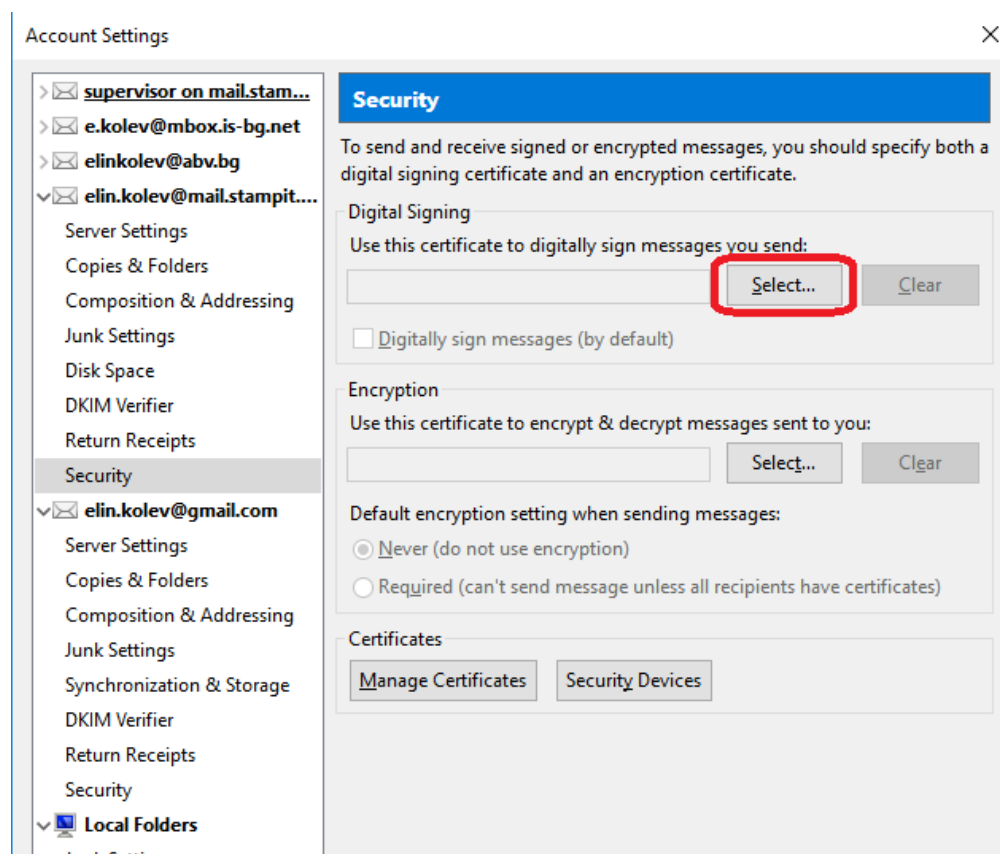 Account Settings
supervisor on mail.stam...
e.kolev@mbox.is-bg.net
elinkolev@abv.bg
elin.kolev@mail.stampit....
Server Settings
Copies & Folders
Composition & Addressing
Junk Settings
Disk Space
DKIM Verifier
Return Receipts
Security
elin.kolev@gmail.com
Server Settings
Copies & Folders
Composition & Addressing
Junk Settings
Synchronization & Storage
DKIM Verifier
Return Receipts
Security
Local Folders
Security
To send and receive signed or encrypted messages, you should specify both a
digital signing certificate and an encryption certificate.
Digital Signing
Use this certificate to digitally sign messages you send:
Select...
Clear
Digitally sign messages (by default)
Encryption
Use this certificate to encrypt & decrypt messages sent to you:
Select...
Clear
Default encryption setting when sending messages:
Never (do not use encryption)
Required (can't send message unless all recipients have certificates)
Certificates
Manage Certificates
Security Devices